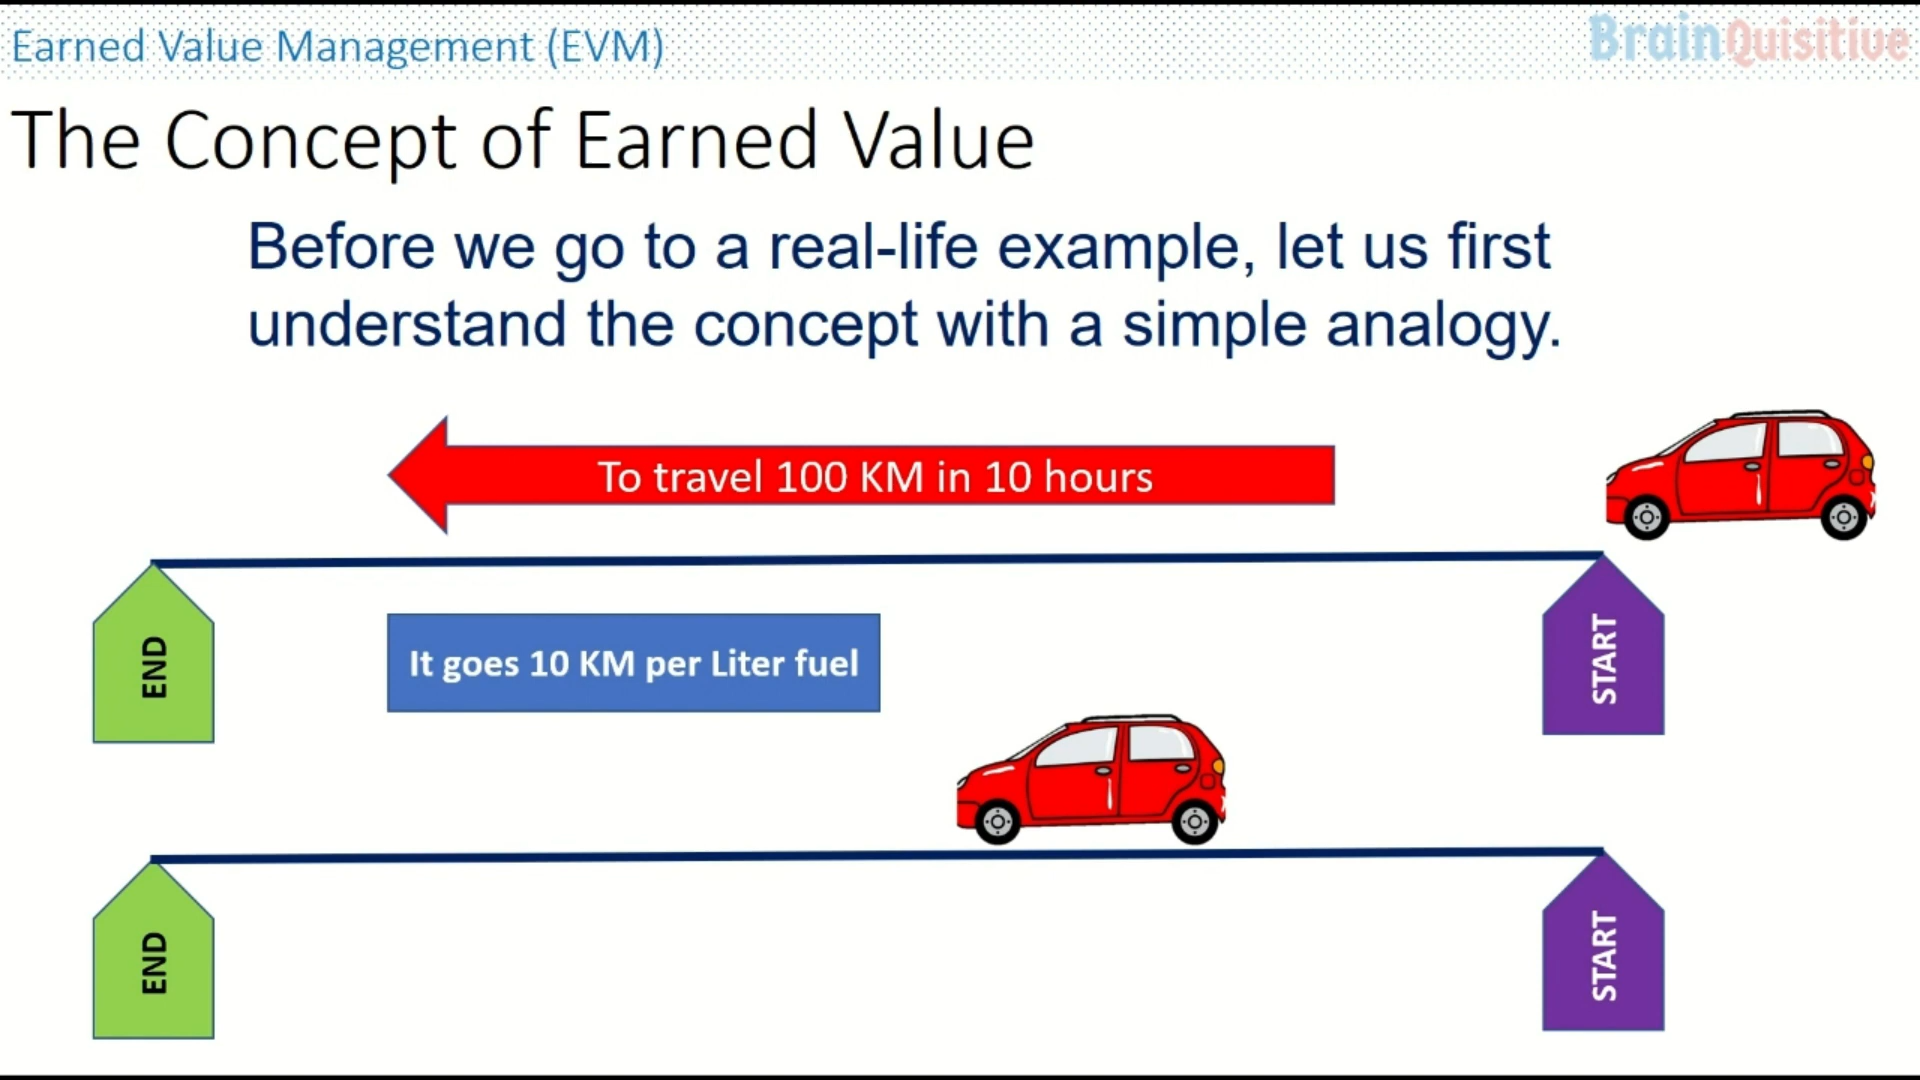 Earned Value Management (EVM)
BrainQuisitive
The Concept of Earned Value
Before we go to a real-life example, let us first
understand the concept with a simple analogy.
To travel 100 KM in 10 hours
END
START
It goes 10 KM per Liter fuel
END
START